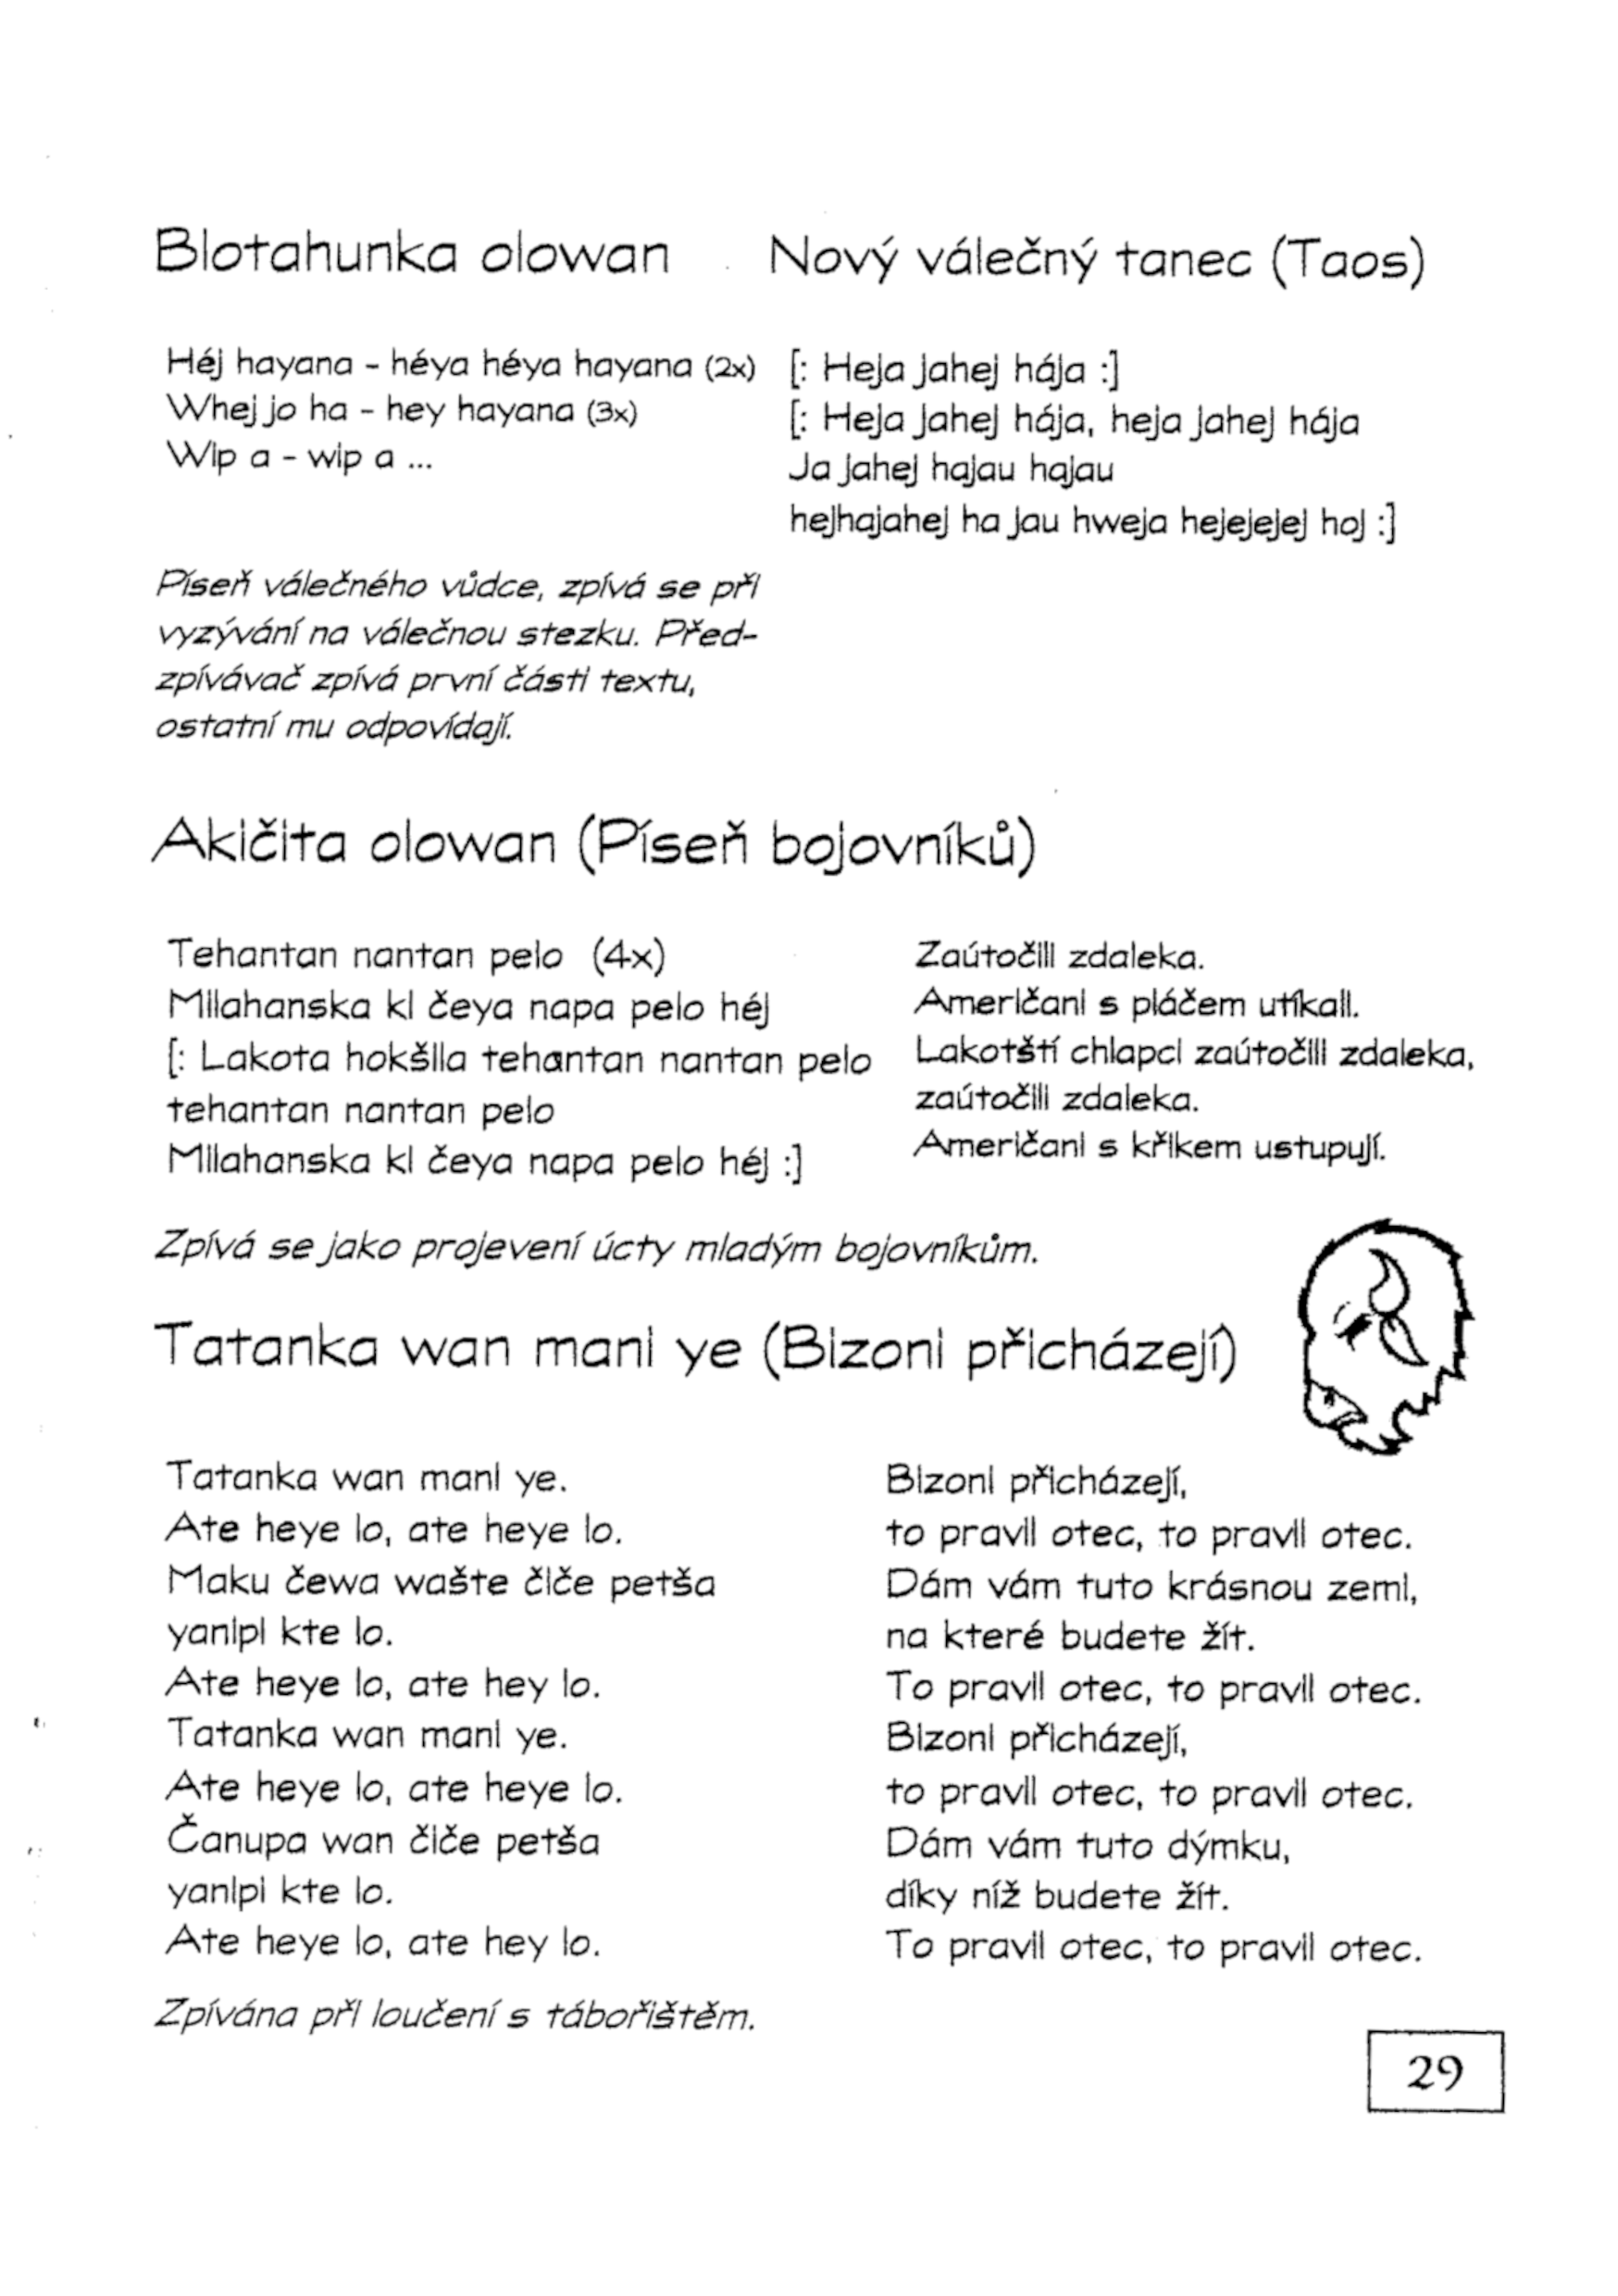 Blotahunka olowan
Héj hayana - héya héya hayana (2x)
Whej jo ha - hey hayana (3x)
Wip a - wip a ...
Píseň válečného vůdce, zpívá se při
vyzývání na válečnou stezku. Před-
zpívávač zpívá první části textu,
ostatní mu odpovídají.
Nový válečný tanec (Taos)
[: Heja jahej hája :]
[: Heja jahej hája, heja jahej hája
Ja jahej hajau hajau
hejhajahej ha jau hweja hejejejej hoj :]
Akičita olowan (Píseň bojovníků)
Tehantan nantan pelo (4x)
Milahanska ki čeya napa pelo héj
[: Lakota hokšila tehantan nantan pelo
tehantan nantan pelo
Milahanska ki čeya napa pelo héj :]
Zaútočili zdaleka.
Američani s pláčem utíkali.
Lakotští chlapci zaútočili zdaleka,
zaútočili zdaleka.
Američani s křikem ustupují.
Zpívá se jako projevení úcty mladým bojovníkům.
Tatanka wan mani ye (Bizoni přicházejí)
Tatanka wan mani ye.
Ate heye lo, ate heye lo.
Maku čewa wašte čiče petša
yanipi kte lo.
Ate heye lo, ate hey lo.
Tatanka wan mani ye.
Ate heye lo, ate heye lo.
Čanupa wan čiče petša
yanipi kte lo.
Ate heye lo, ate hey lo.
Bizoni přicházejí,
to pravil otec, to pravil otec.
Dám vám tuto krásnou zemi,
na které budete žít.
To pravil otec, to pravil otec.
Bizoni přicházejí,
to pravil otec, to pravil otec.
Dám vám tuto dýmku,
díky níž budete žít.
To pravil otec, to pravil otec.
Zpívána při loučení s tábořištěm.
29